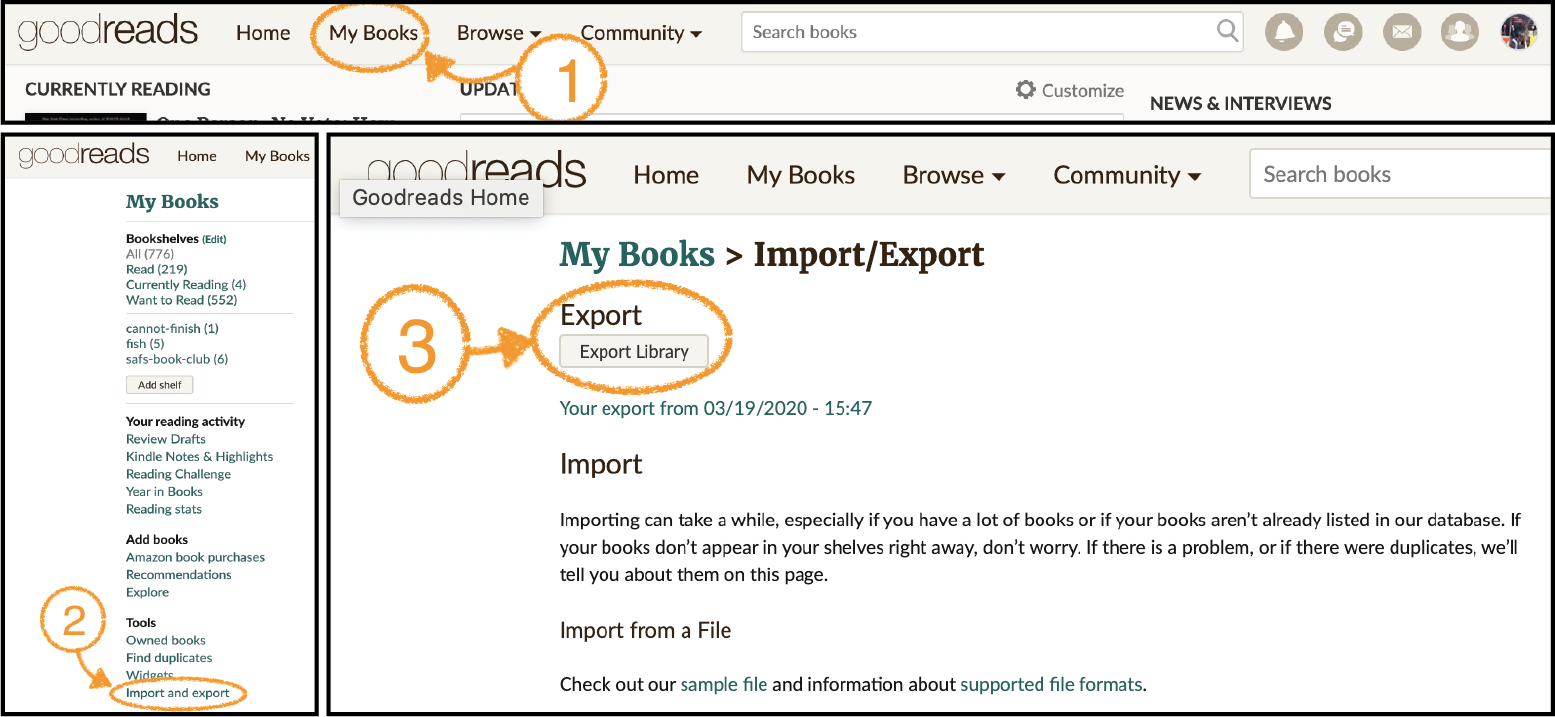 goodreads Home My Books Browse Community Search books
1
CURRENTLY READING UPDAT Customize NEWS & INTERVIEWS
One Person, No Vote: How
goodreads Home My Books
My Books
Bookshelves (Edit)
All (776)
Read (219)
Currently Reading (4)
Want to Read (552)
cannot-finish (1)
fish (5)
safs-book-club (6)
Add shelf
Your reading activity
Review Drafts
Kindle Notes & Highlights
Reading Challenge
Year in Books
Reading stats
Add books
Amazon book purchases
Recommendations
Explore
2
Tools
Owned books
Find duplicates
Widgets
Import and export
goodreads Home My Books Browse Community Search books
Goodreads Home
My Books > Import/Export
3
Export
Export Library
Your export from 03/19/2020 - 15:47
Import
Importing can take a while, especially if you have a lot of books or if your books aren't already listed in our database. If
your books don't appear in your shelves right away, don't worry. If there is a problem, or if there were duplicates, we'll
tell you about them on this page.
Import from a File
Check out our sample file and information about supported file formats.